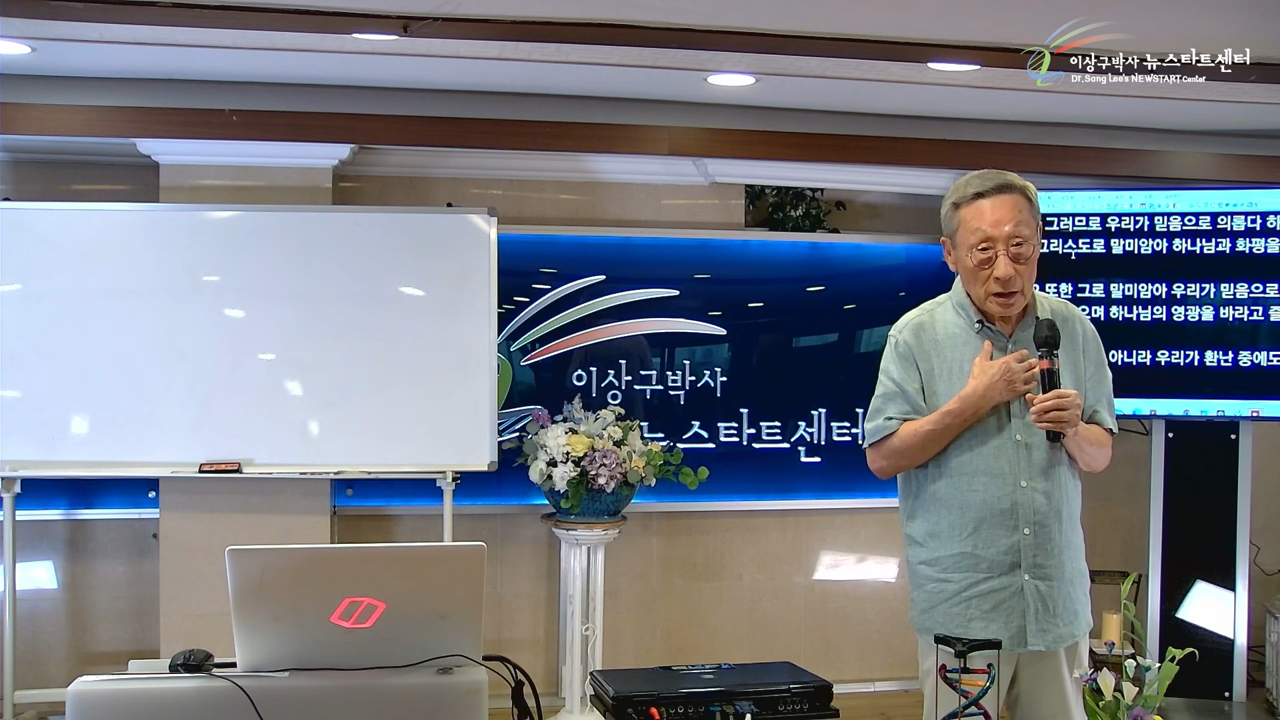 이상구박사 뉴스타트센터
Dr. Sang Lee's NEWSTART Center
그러므로 우리가 믿음으로 의롭다 하
그리스도로 말미암아 하나님과 화평을
또한 그로 말미암아 우리가 믿음으로
하나님의 영광을 바라고 즐
아니라 우리가 환난 중에도
이상구박사
뉴스타트센터